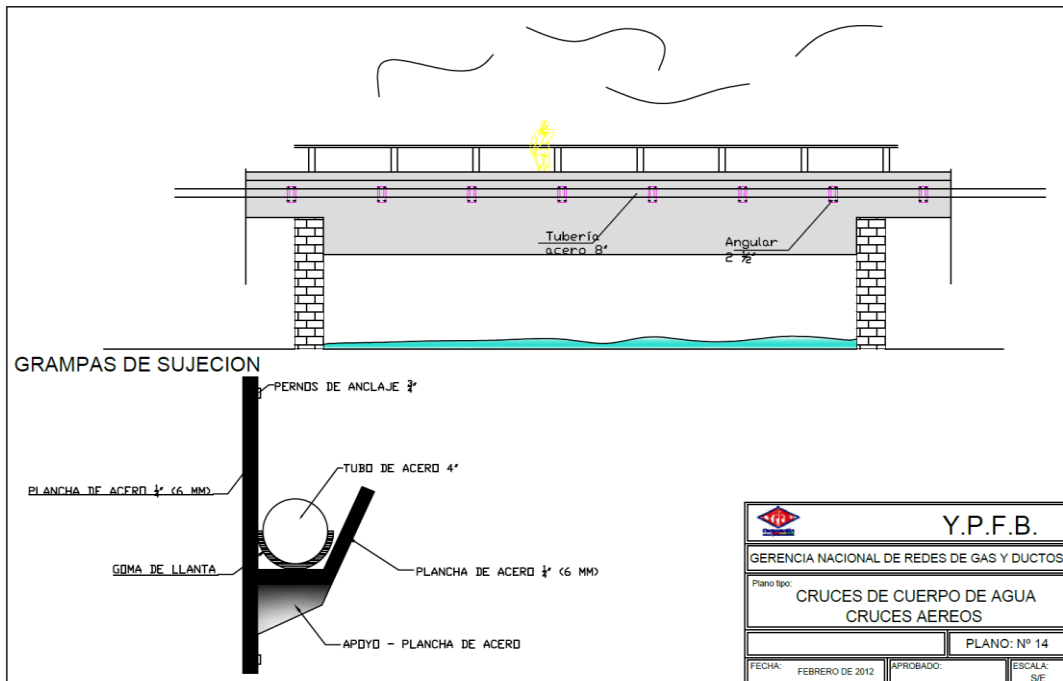 Tubería
acero 8"
Angular
2 ½"
GRAMPAS DE SUJECION
PERNOS DE ANCLAJE ¾"
TUBO DE ACERO 4"
PLANCHA DE ACERO ¼" (6 MM)
GOMA DE LLANTA
PLANCHA DE ACERO ¼" (6 MM)
APOYO - PLANCHA DE ACERO
Y.P.F.B.
GERENCIA NACIONAL DE REDES DE GAS Y DUCTOS
Plano tipo:
CRUCES DE CUERPO DE AGUA
CRUCES AEREOS
PLANO: Nº 14
FECHA: FEBRERO DE 2012
APROBADO:
ESCALA:
S/E